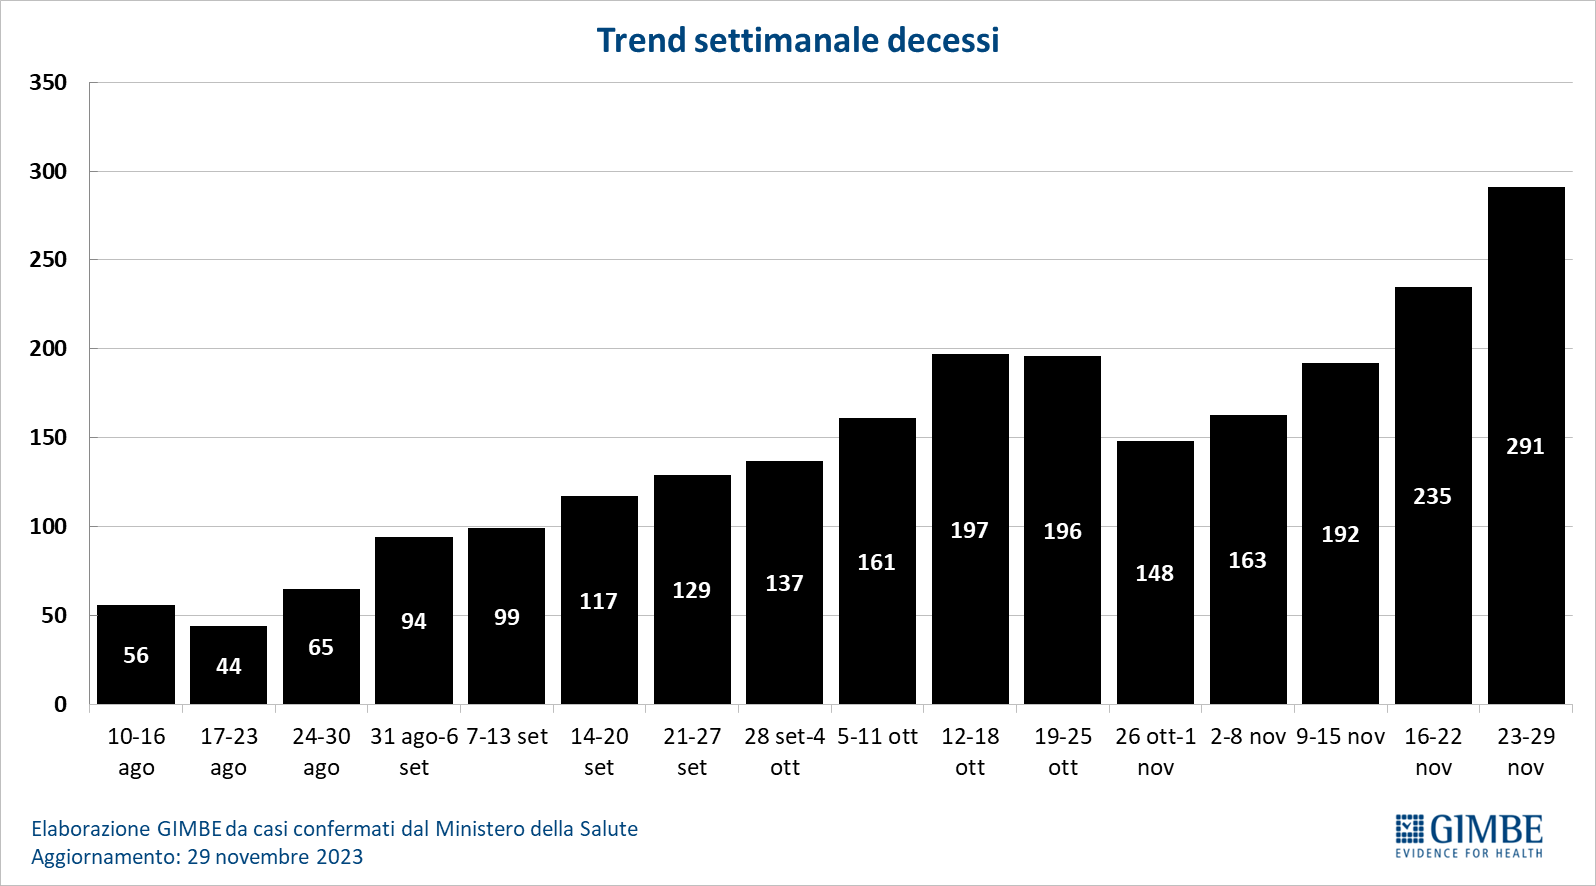 Trend settimanale decessi
350
300
250
200
150
100
50
0
56
44
65
94
99
117
129
137
161
197
196
148
163
192
235
291
10-16
ago
17-23
ago
24-30
ago
31 ago-6
set
7-13 set
14-20
set
21-27
set
28 set-4
ott
5-11 ott
12-18
ott
19-25
ott
26 ott-1
nov
2-8 nov
9-15 nov
16-22
nov
23-29
nov
Elaborazione GIMBE da casi confermati dal Ministero della Salute
Aggiornamento: 29 novembre 2023
GIMBE
EVIDENCE FOR HEALTH